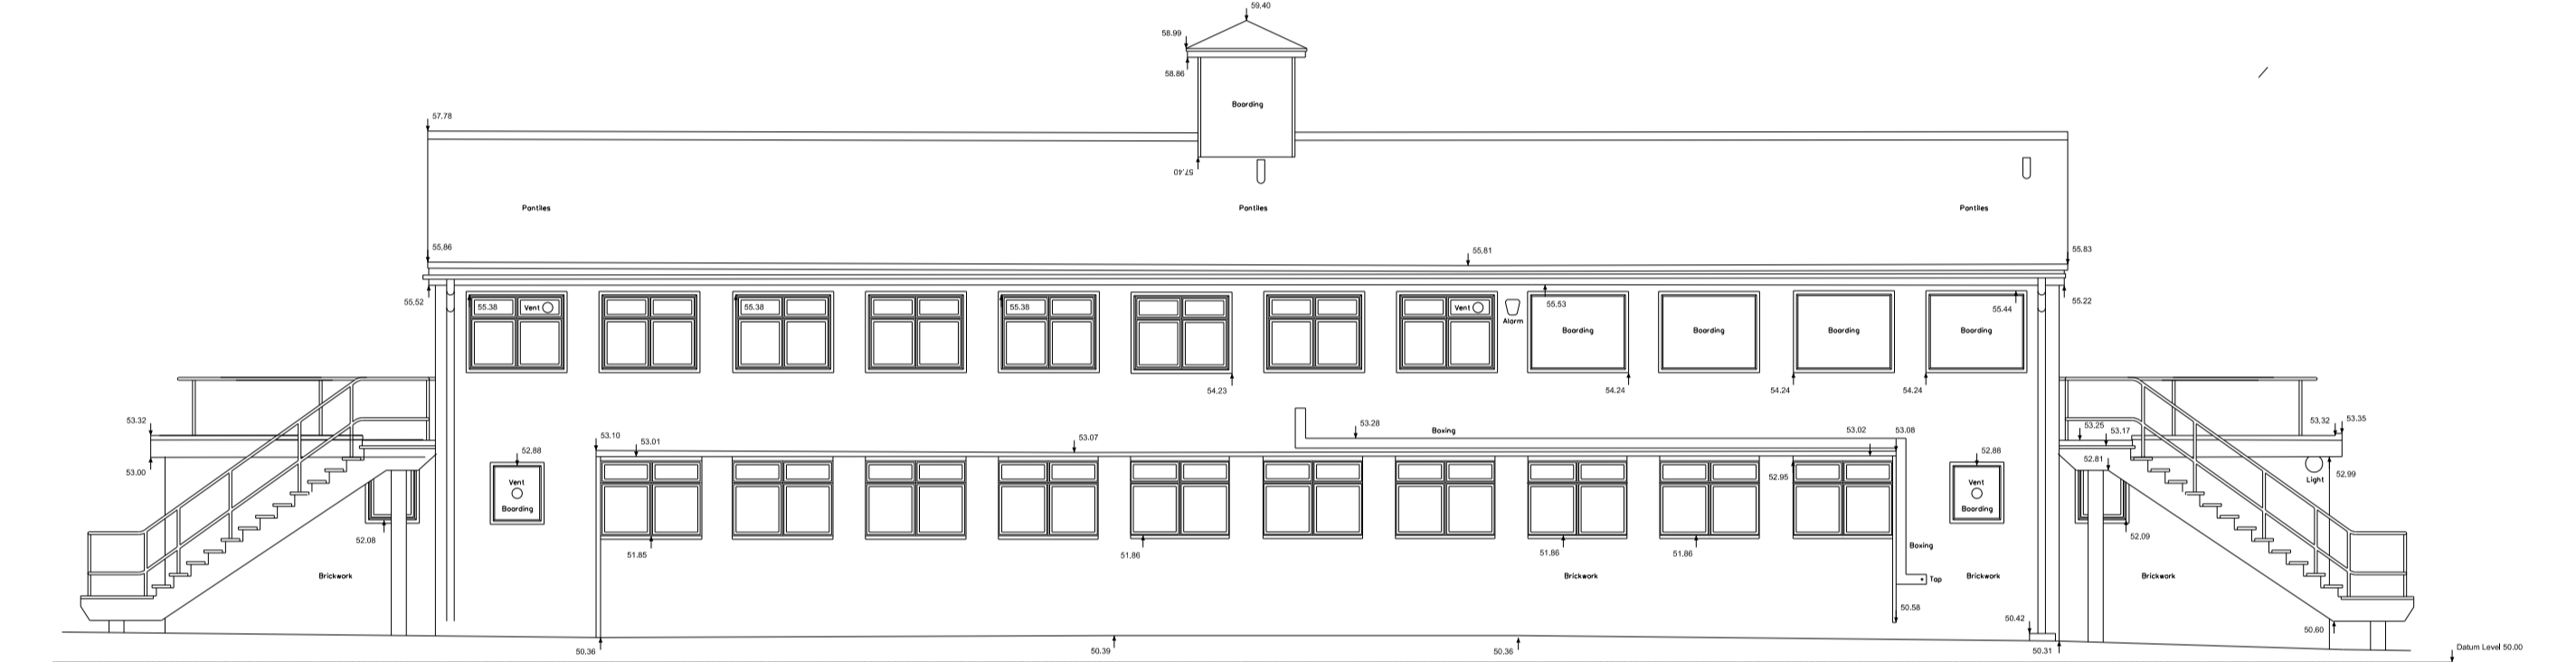 59.40
58.99
58.86
Boarding
57.78
57.40
Pantiles
Pantiles
Pantiles
55.86
55.81
55.83
55.52
55.38
Vent
55.38
55.38
Vent
Alarm
55.53
55.44
55.22
Boarding
Boarding
Boarding
Boarding
54.23
54.24
54.24
54.24
53.32
53.00
53.10
53.01
53.07
53.28
Boxing
53.02
53.08
53.25
53.17
53.32
53.35
52.88
52.88
52.81
52.95
52.99
Light
Vent
Boarding
Vent
Boarding
52.08
51.85
51.86
51.86
51.86
52.09
Boxing
Brickwork
Brickwork
Tap
Brickwork
Brickwork
50.58
50.42
50.60
50.36
50.39
50.36
50.31
Datum Level 50.00